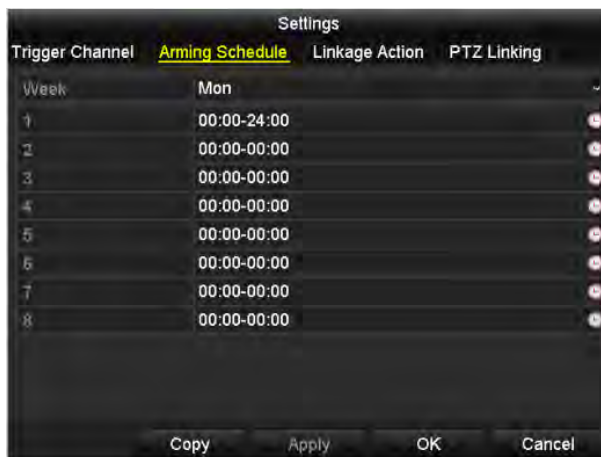 Settings
Trigger Channel Arming Schedule Linkage Action PTZ Linking
Week Mon
1 00:00-24:00
2 00:00-00:00
3 00:00-00:00
4 00:00-00:00
5 00:00-00:00
6 00:00-00:00
7 00:00-00:00
8 00:00-00:00
Copy Apply OK Cancel